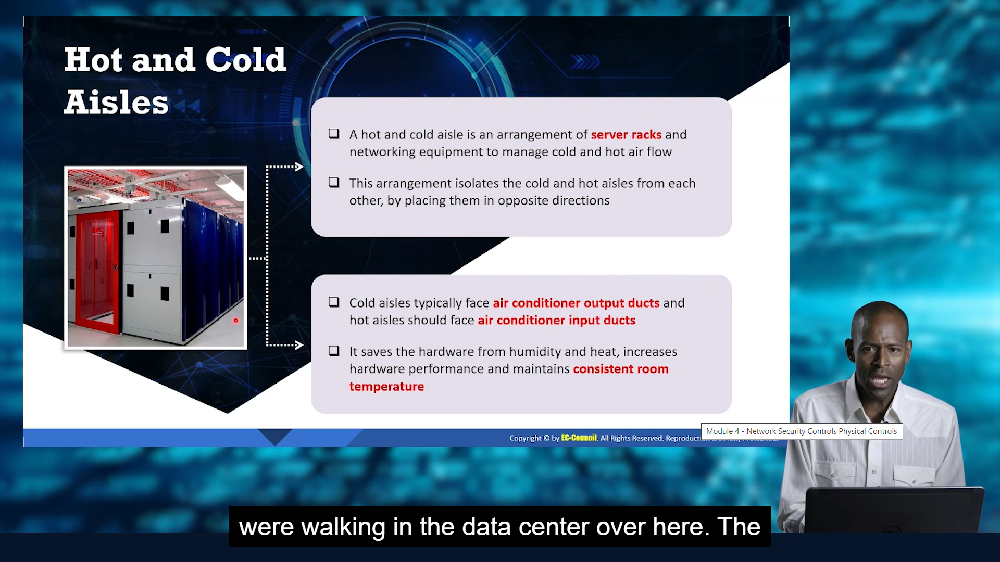 Hot and Cold
Aisles
❑ A hot and cold aisle is an arrangement of server racks and
networking equipment to manage cold and hot air flow
❑ This arrangement isolates the cold and hot aisles from each
other, by placing them in opposite directions
❑ Cold aisles typically face air conditioner output ducts and
hot aisles should face air conditioner input ducts
❑ It saves the hardware from humidity and heat, increases
hardware performance and maintains consistent room
temperature
Copyright © by EC-Council. All Rights Reserved.
Module 4 - Network Security Controls Physical Controls
were walking in the data center over here. The